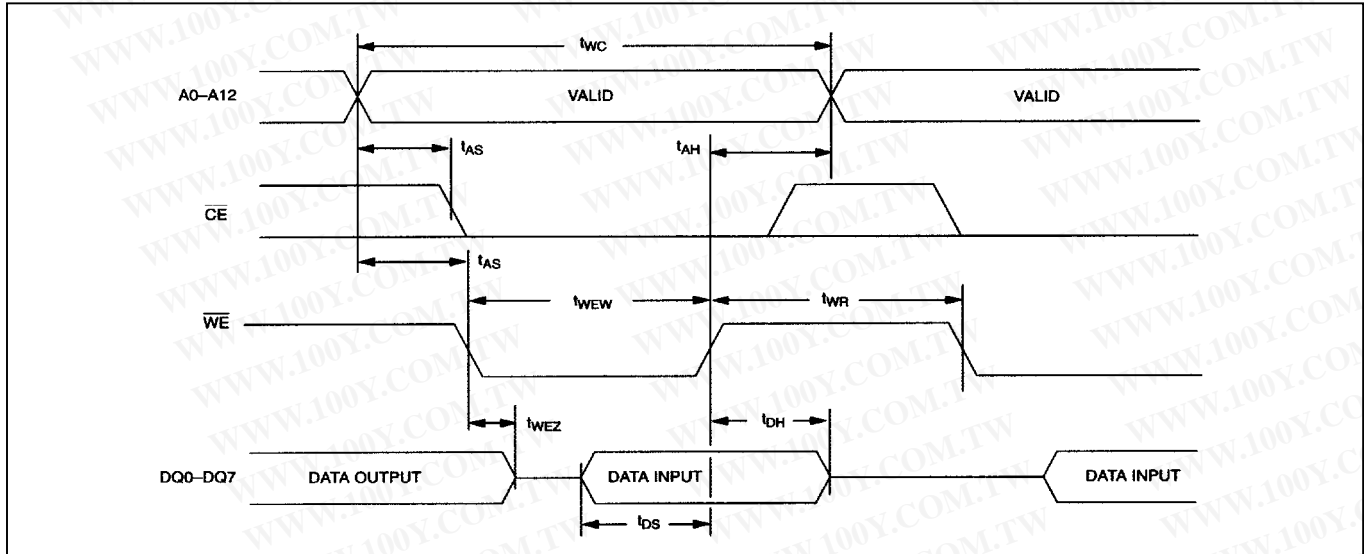 tWC
A0–A12 VALID VALID
tAS tAH
CE
tAS
tWEW tWR
WE
tWEZ tDH
DQ0–DQ7 DATA OUTPUT DATA INPUT DATA INPUT
tDS
WWW.100Y.COM.TW